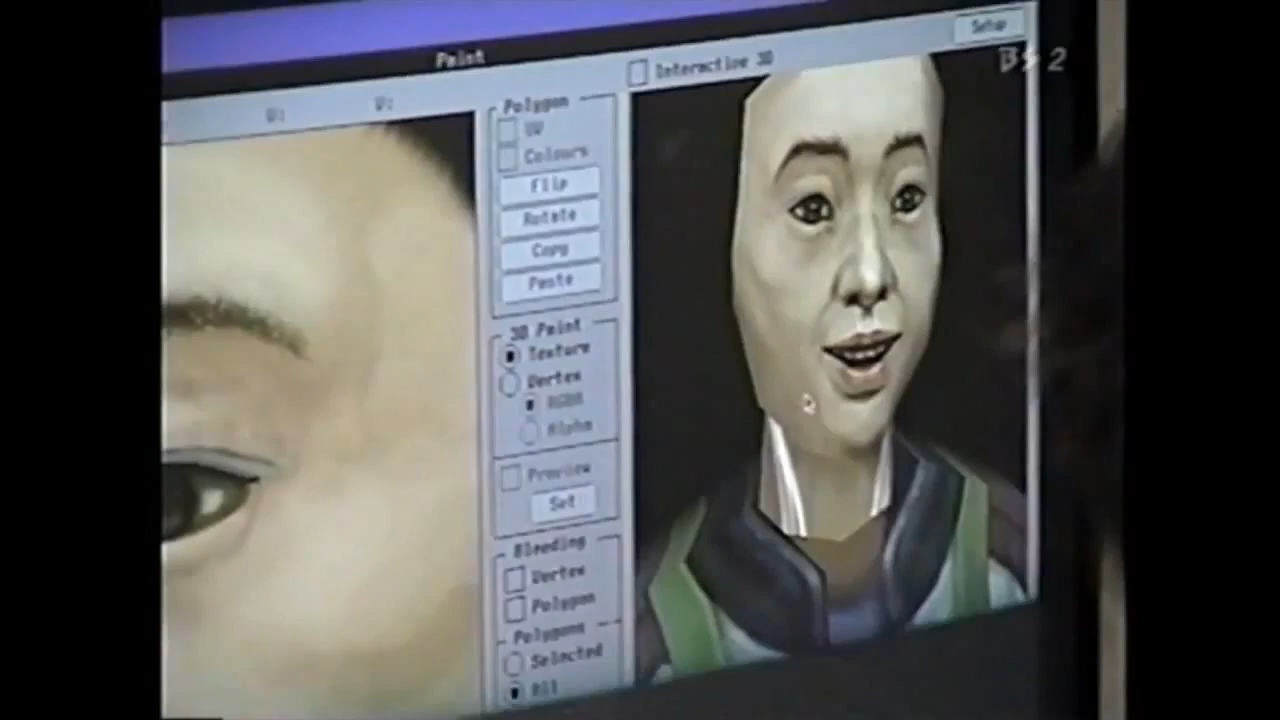 Paint
Setup
BS2
Interactive 3D
U:
V:
Polygon
UV
Colours
Flip
Rotate
Copy
Paste
3D Paint
Texture
Vertex
RGBA
Alpha
Preview
Set
Bleeding
Vertex
Polygon
Polygons
Selected
All